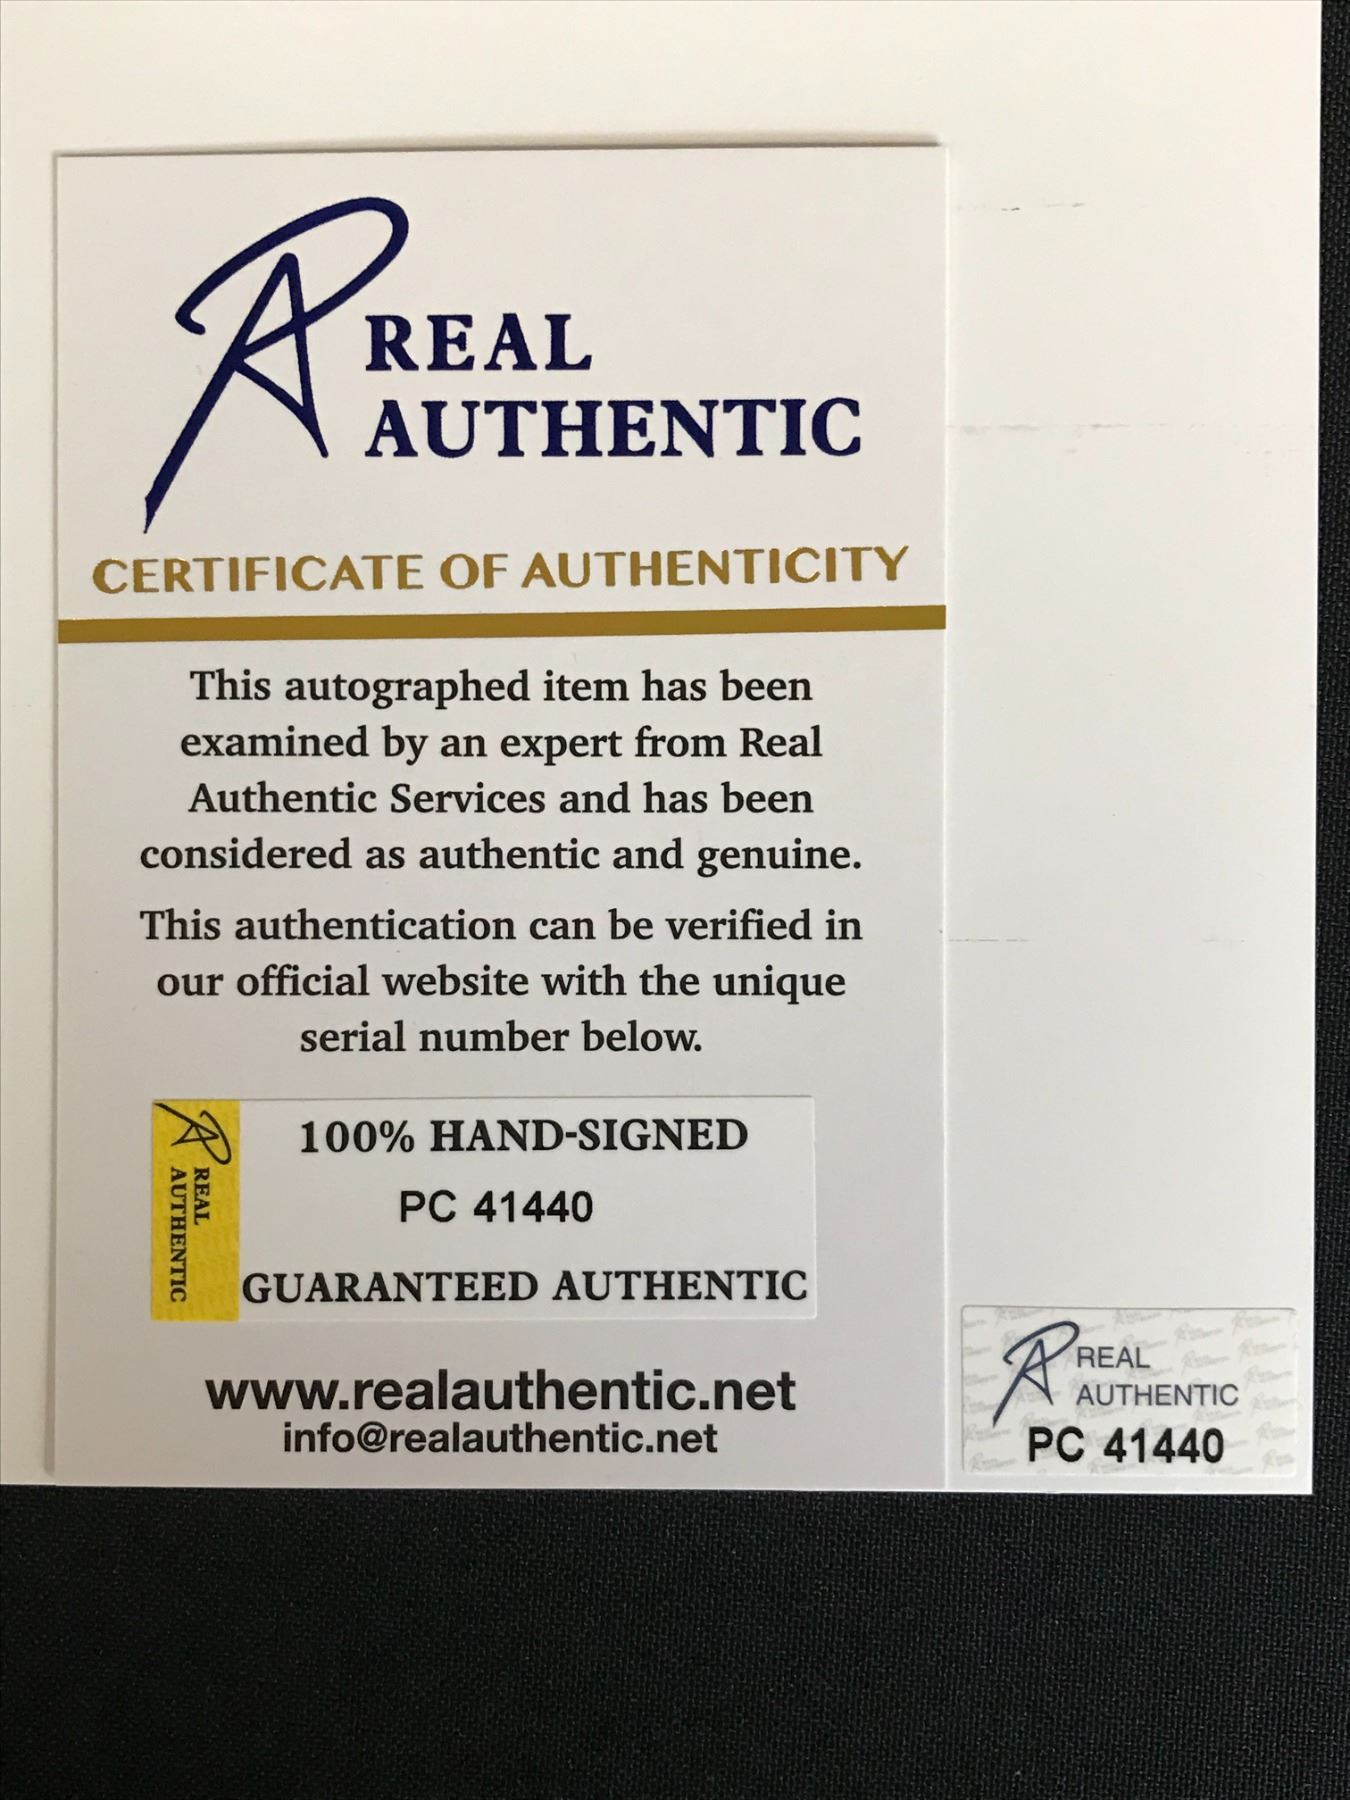 REAL
AUTHENTIC
CERTIFICATE OF AUTHENTICITY
This autographed item has been
examined by an expert from Real
Authentic Services and has been
considered as authentic and genuine.
This authentication can be verified in
our official website with the unique
serial number below.
REAL
AUTHENTIC
100% HAND-SIGNED
PC 41440
GUARANTEED AUTHENTIC
www.realauthentic.net
info@realauthentic.net
REAL
AUTHENTIC
PC 41440